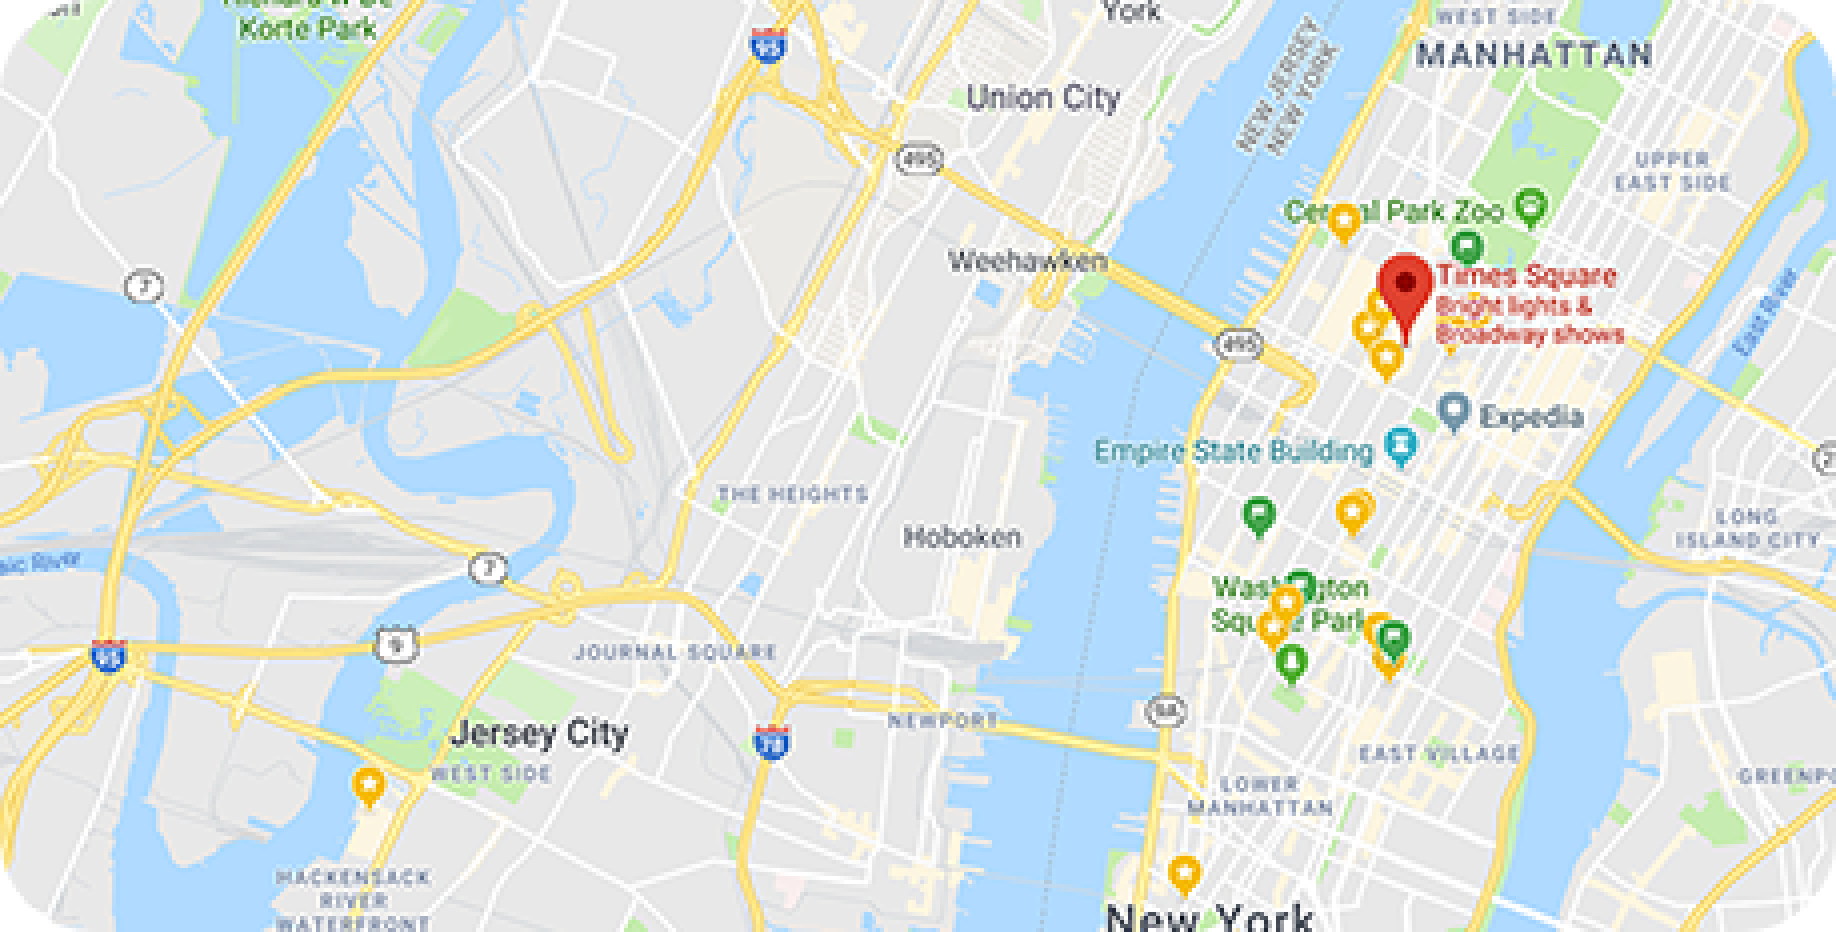 Korte Park
95
York
WEST SIDE
MANHATTAN
Union City
NEW JERSEY
NEW YORK
495
UPPER
EAST SIDE
Central Park Zoo
Weehawken
7
Times Square
Bright lights &
Broadway shows
East River
495
Expedia
Empire State Building
THE HEIGHTS
Hoboken
LONG
ISLAND CITY
7
Washington
Square Park
9
95
JOURNAL SQUARE
NEWPORT
9A
Jersey City
78
WEST SIDE
EAST VILLAGE
LOWER
MANHATTAN
HACKENSACK
RIVER
WATERFRONT
New York